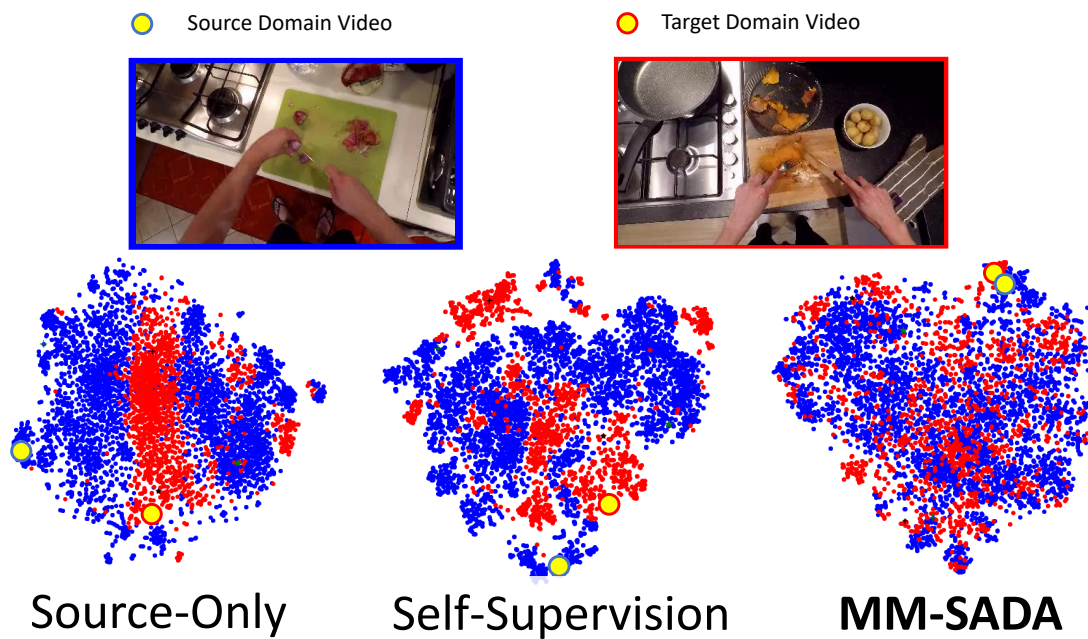 Source Domain Video
Target Domain Video
Source-Only
Self-Supervision
MM-SADA